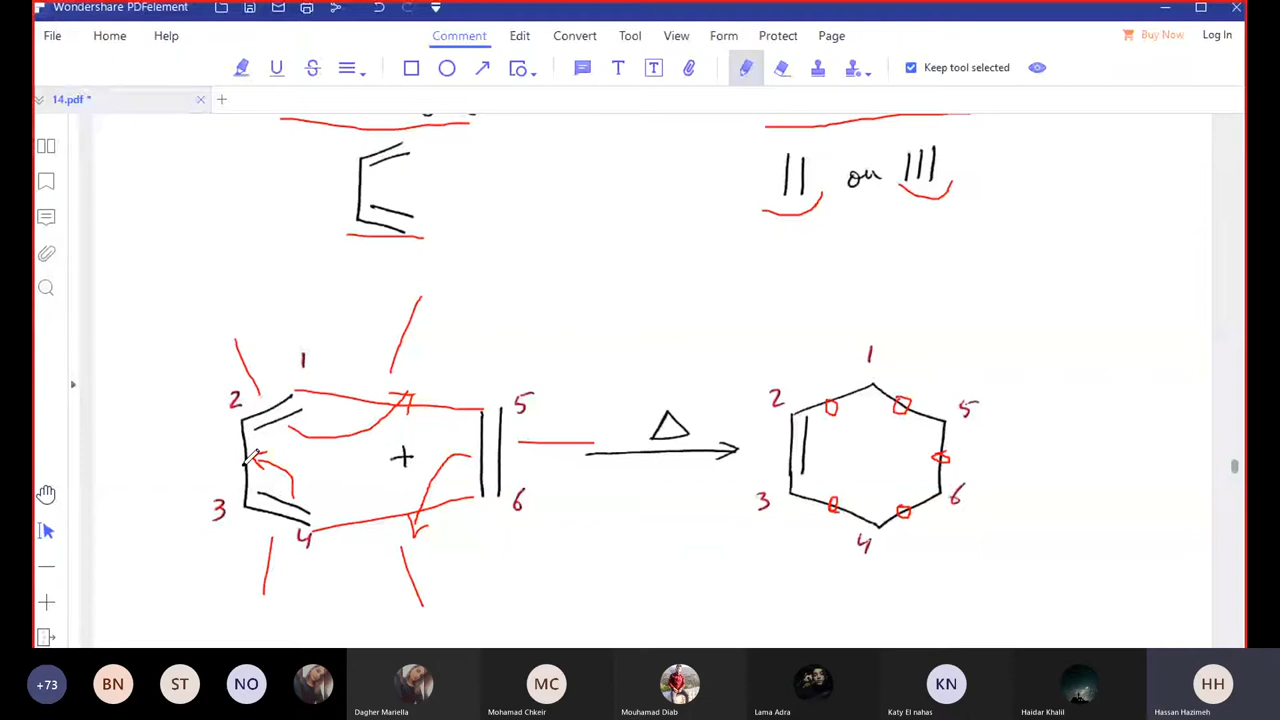 Wondershare PDFelement
File Home Help Comment Edit Convert Tool View Form Protect Page Buy Now Log In
Keep tool selected
14.pdf *
ou
1
2
3
4
+
5
6
△
1
2
3
4
5
6
+73 BN ST NO MC KN HH
Dagher Mariella Mohamad Chkeir Mouhamad Diab Lama Adra Katy El nahas Haidar Khalil Hassan Hazimeh